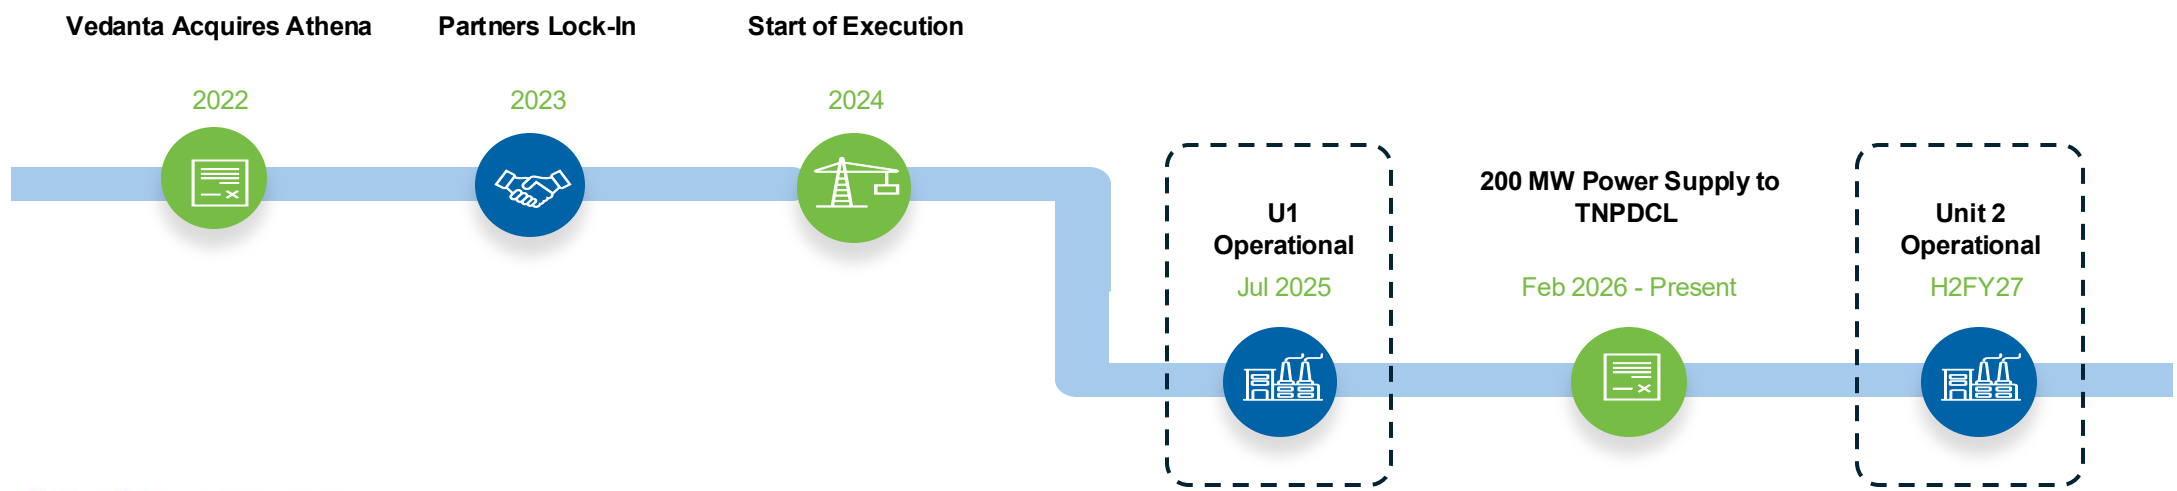 Vedanta Acquires Athena
2022
Partners Lock-In
2023
Start of Execution
2024
U1
Operational
Jul 2025
200 MW Power Supply to
TNPDCL
Feb 2026 - Present
Unit 2
Operational
H2FY27